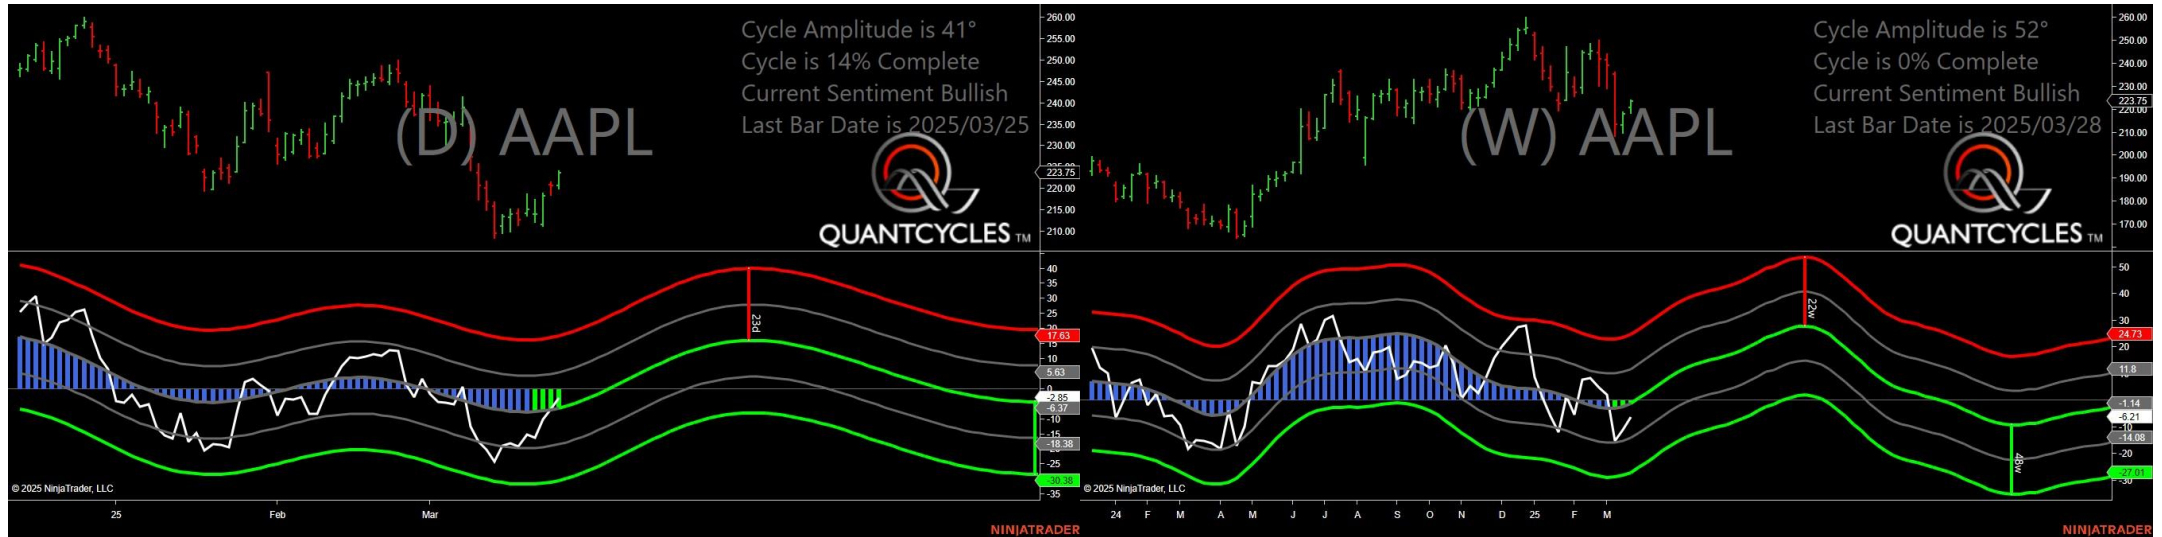 Cycle Amplitude is 41°
Cycle is 14% Complete
Current Sentiment Bullish
Last Bar Date is 2025/03/25
(D) AAPL
QUANTCYCLES TM
260.00
255.00
250.00
245.00
240.00
235.00
230.00
223.75
220.00
215.00
210.00
23d
40
35
30
25
17.63
15
10
5.63
0
-2.85
-6.37
-10
-15
-18.38
-25
-30.38
-35
© 2025 NinjaTrader, LLC
25 Feb Mar
NINJATRADER
Cycle Amplitude is 52°
Cycle is 0% Complete
Current Sentiment Bullish
Last Bar Date is 2025/03/28
(W) AAPL
QUANTCYCLES TM
260.00
250.00
240.00
230.00
223.75
210.00
200.00
190.00
180.00
170.00
22w
48w
50
40
30
24.73
20
11.8
-1.14
-6.21
-10
-14.08
-20
-27.01
-30
© 2025 NinjaTrader, LLC
24 F M A M J J A S O N D 25 F M
NINJATRADER